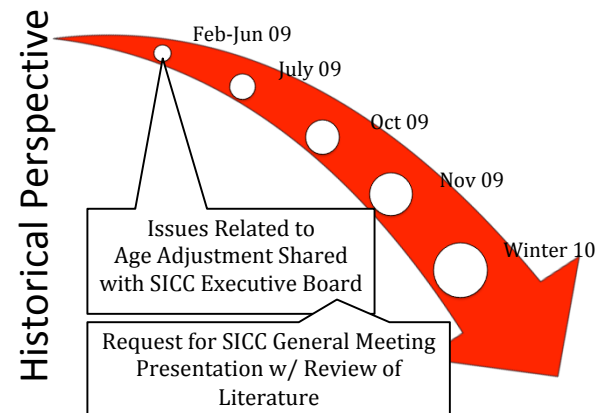 Historical Perspective
Feb-Jun 09
July 09
Oct 09
Nov 09
Winter 10
Issues Related to
Age Adjustment Shared
with SICC Executive Board
Request for SICC General Meeting
Presentation w/ Review of
Literature